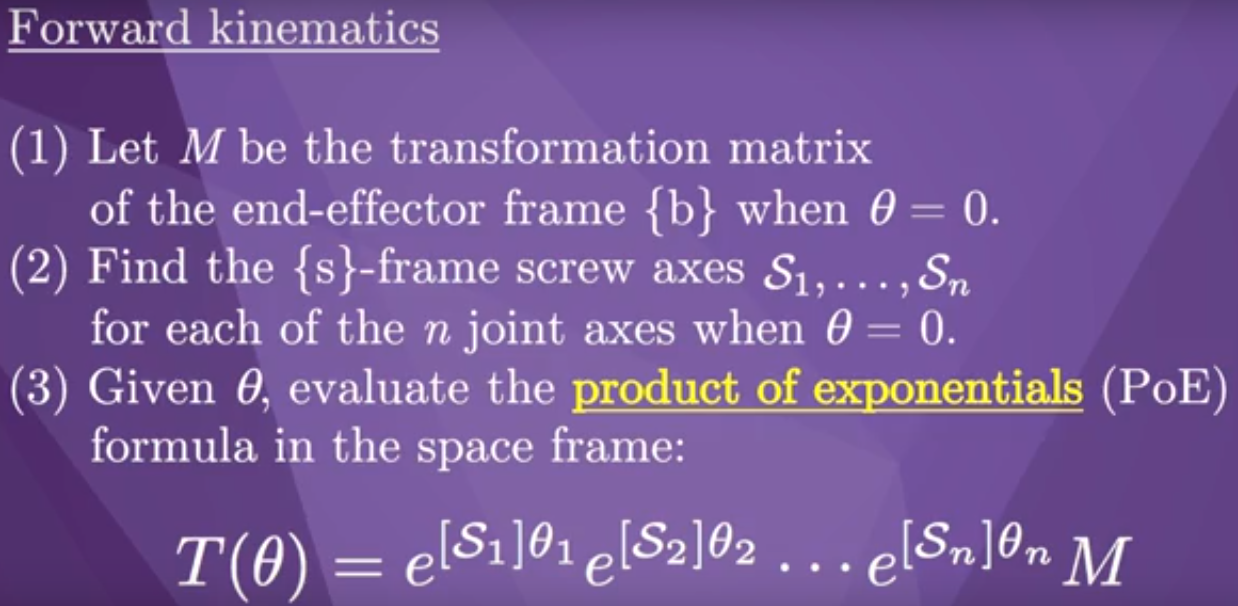 Forward kinematics
(1) Let M be the transformation matrix
of the end-effector frame {b} when θ = 0.
(2) Find the {s}-frame screw axes 𝒮₁, . . . , 𝒮ₙ
for each of the n joint axes when θ = 0.
(3) Given θ, evaluate the product of exponentials (PoE)
formula in the space frame:
T(θ) = e^{[𝒮₁]θ₁} e^{[𝒮₂]θ₂} · · · e^{[𝒮ₙ]θₙ} M